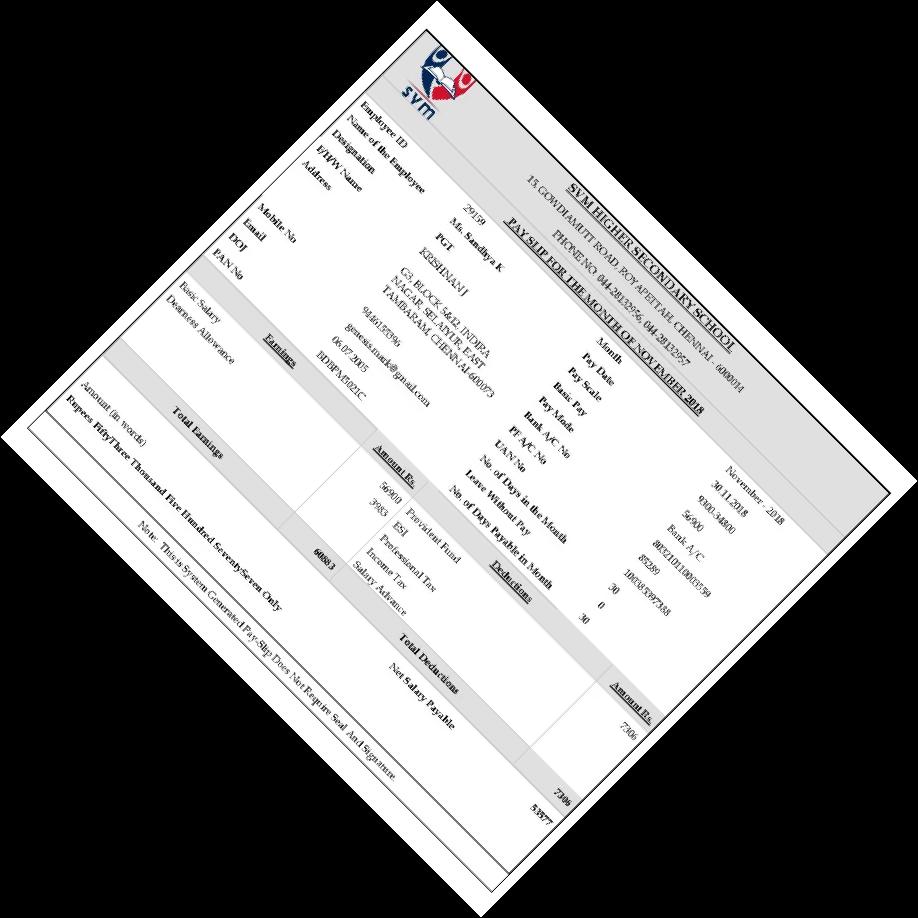 svm
SVM HIGHER SECONDARY SCHOOL
15, GOWDIAMUTT ROAD, ROYAPEITAH, CHENNAI - 6000014
PHONE NO: 044-28132956, 044-28132957
PAY SLIP FOR THE MONTH OF NOVEMBER 2018
Employee ID 29159 Month November - 2018
Name of the Employee Ms. Sandhya K Pay Date 30.11.2018
Designation PGT Pay Scale 9300-34800
F/H/W Name KRISHNAN J Basic Pay 56900
Address G3, BLOCK 5&12, INDIRA NAGAR, SELAIYUR, EAST TAMBARAM, CHENNAI-600073 Pay Mode Bank A/C
Bank A/C No
PF A/C No 85289
Mobile No UAN No
Email genesis.mark@gmail.com No. of Days in the Month 30
DOJ 06.07.2005 Leave Without Pay 0
PAN No No. of Days Payable in Month 30
Earnings Amount Rs. Deductions Amount Rs.
Basic Salary 56900 Provident Fund 7306
Dearness Allowance 3983 ESI
Professional Tax
Income Tax
Salary Advance
Total Earnings 60883 Total Deductions 7306
Net Salary Payable 53577
Amount (in words)
Rupees FiftyThree Thousand Five Hundred SeventySeven Only
Note: This is System Generated Pay-Slip Does Not Require Seal And Signature.